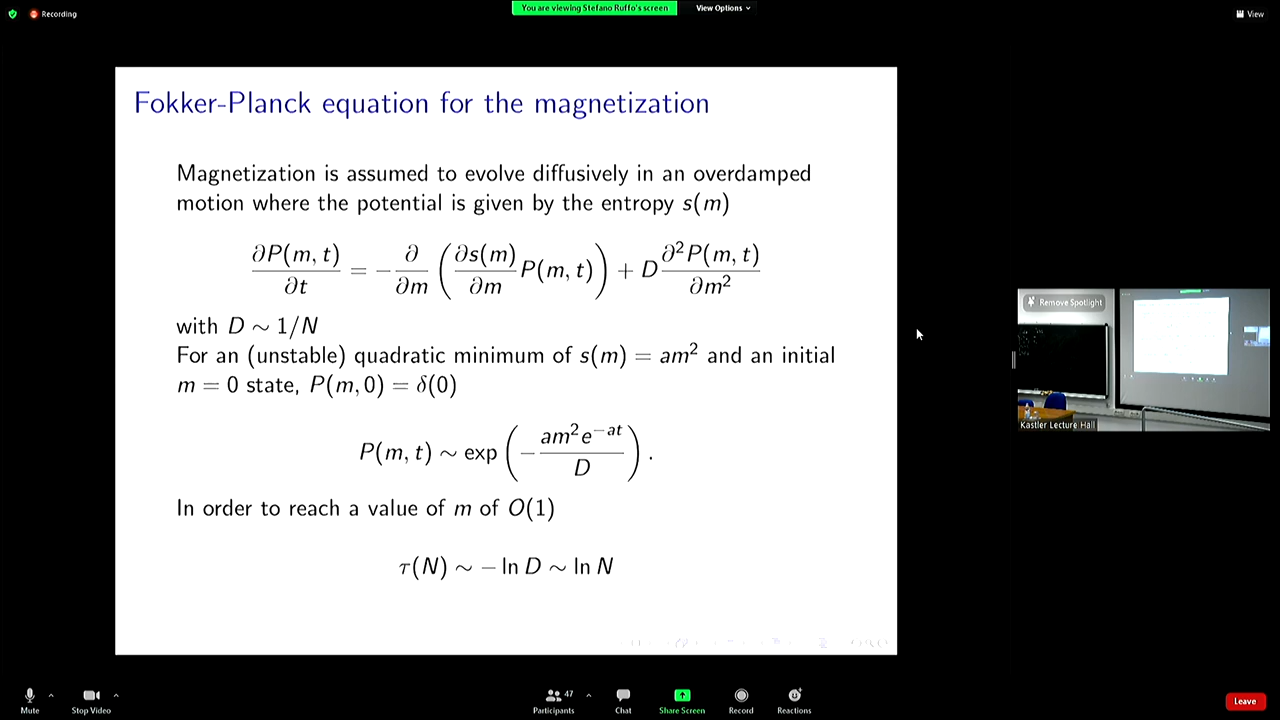 Recording
You are viewing Stefano Ruffo's screen
View Options
View
Fokker-Planck equation for the magnetization
Magnetization is assumed to evolve diffusively in an overdamped
motion where the potential is given by the entropy s(m)
∂P(m, t)/∂t = −∂/∂m (∂s(m)/∂m P(m, t)) + D ∂²P(m, t)/∂m²
with D ∼ 1/N
For an (unstable) quadratic minimum of s(m) = am² and an initial
m = 0 state, P(m, 0) = δ(0)
P(m, t) ∼ exp (−am²e^{−at}/D) .
In order to reach a value of m of O(1)
τ(N) ∼ − ln D ∼ ln N
Remove Spotlight
Kastler Lecture Hall
Mute
Stop Video
47
Participants
Chat
Share Screen
Record
Reactions
Leave